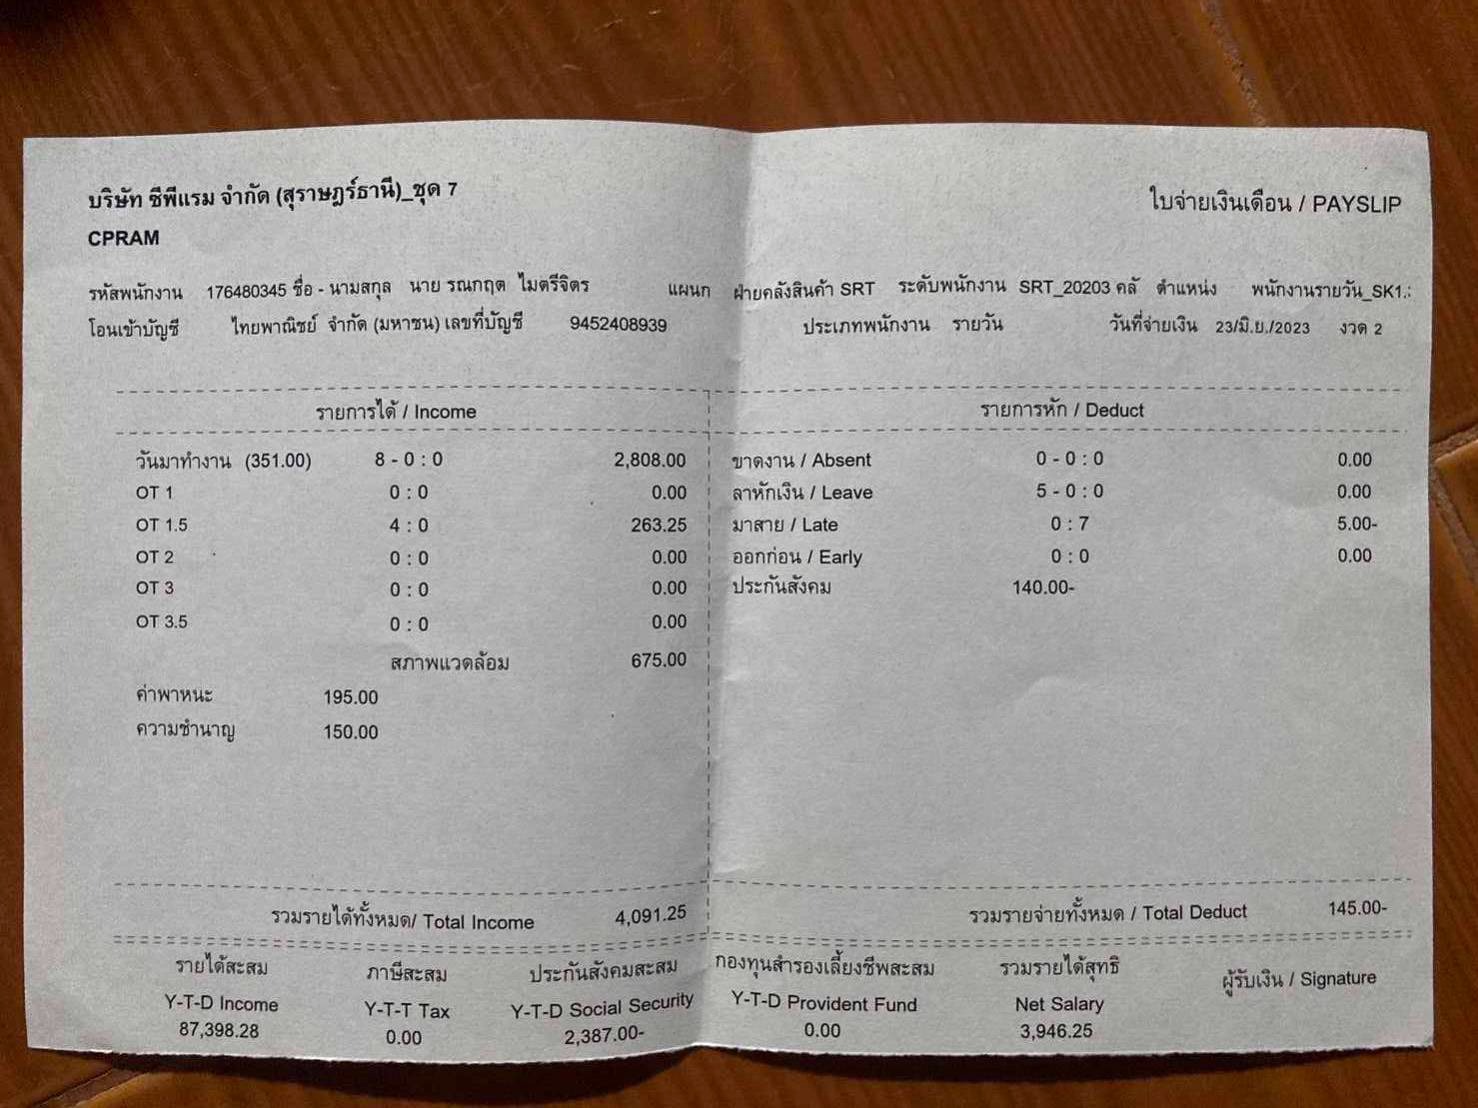 บริษัท ซีพีแรม จำกัด (สุราษฎร์ธานี)_ชุด 7
ใบจ่ายเงินเดือน / PAYSLIP
CPRAM
รหัสพนักงาน 176480345 ชื่อ - นามสกุล นาย รณกฤต ไมตรีจิตร แผนก ฝ่ายคลังสินค้า SRT ระดับพนักงาน SRT_20203 คลั ตำแหน่ง พนักงานรายวัน_SK1.
โอนเข้าบัญชี ไทยพาณิชย์ จำกัด (มหาชน) เลขที่บัญชี 9452408939 ประเภทพนักงาน รายวัน วันที่จ่ายเงิน 23/มิ.ย./2023 งวด 2
รายการได้ / Income รายการหัก / Deduct
วันมาทำงาน (351.00) 8 - 0 : 0 2,808.00 ขาดงาน / Absent 0 - 0 : 0 0.00
OT 1 0 : 0 0.00 ลาหักเงิน / Leave 5 - 0 : 0 0.00
OT 1.5 4 : 0 263.25 มาสาย / Late 0 : 7 5.00-
OT 2 0 : 0 0.00 ออกก่อน / Early 0 : 0 0.00
OT 3 0 : 0 0.00 ประกันสังคม 140.00-
OT 3.5 0 : 0 0.00
สภาพแวดล้อม 675.00
ค่าพาหนะ 195.00
ความชำนาญ 150.00
รวมรายได้ทั้งหมด/ Total Income 4,091.25 รวมรายจ่ายทั้งหมด / Total Deduct 145.00-
รายได้สะสม ภาษีสะสม ประกันสังคมสะสม กองทุนสำรองเลี้ยงชีพสะสม รวมรายได้สุทธิ ผู้รับเงิน / Signature
Y-T-D Income Y-T-T Tax Y-T-D Social Security Y-T-D Provident Fund Net Salary
87,398.28 0.00 2,387.00- 0.00 3,946.25